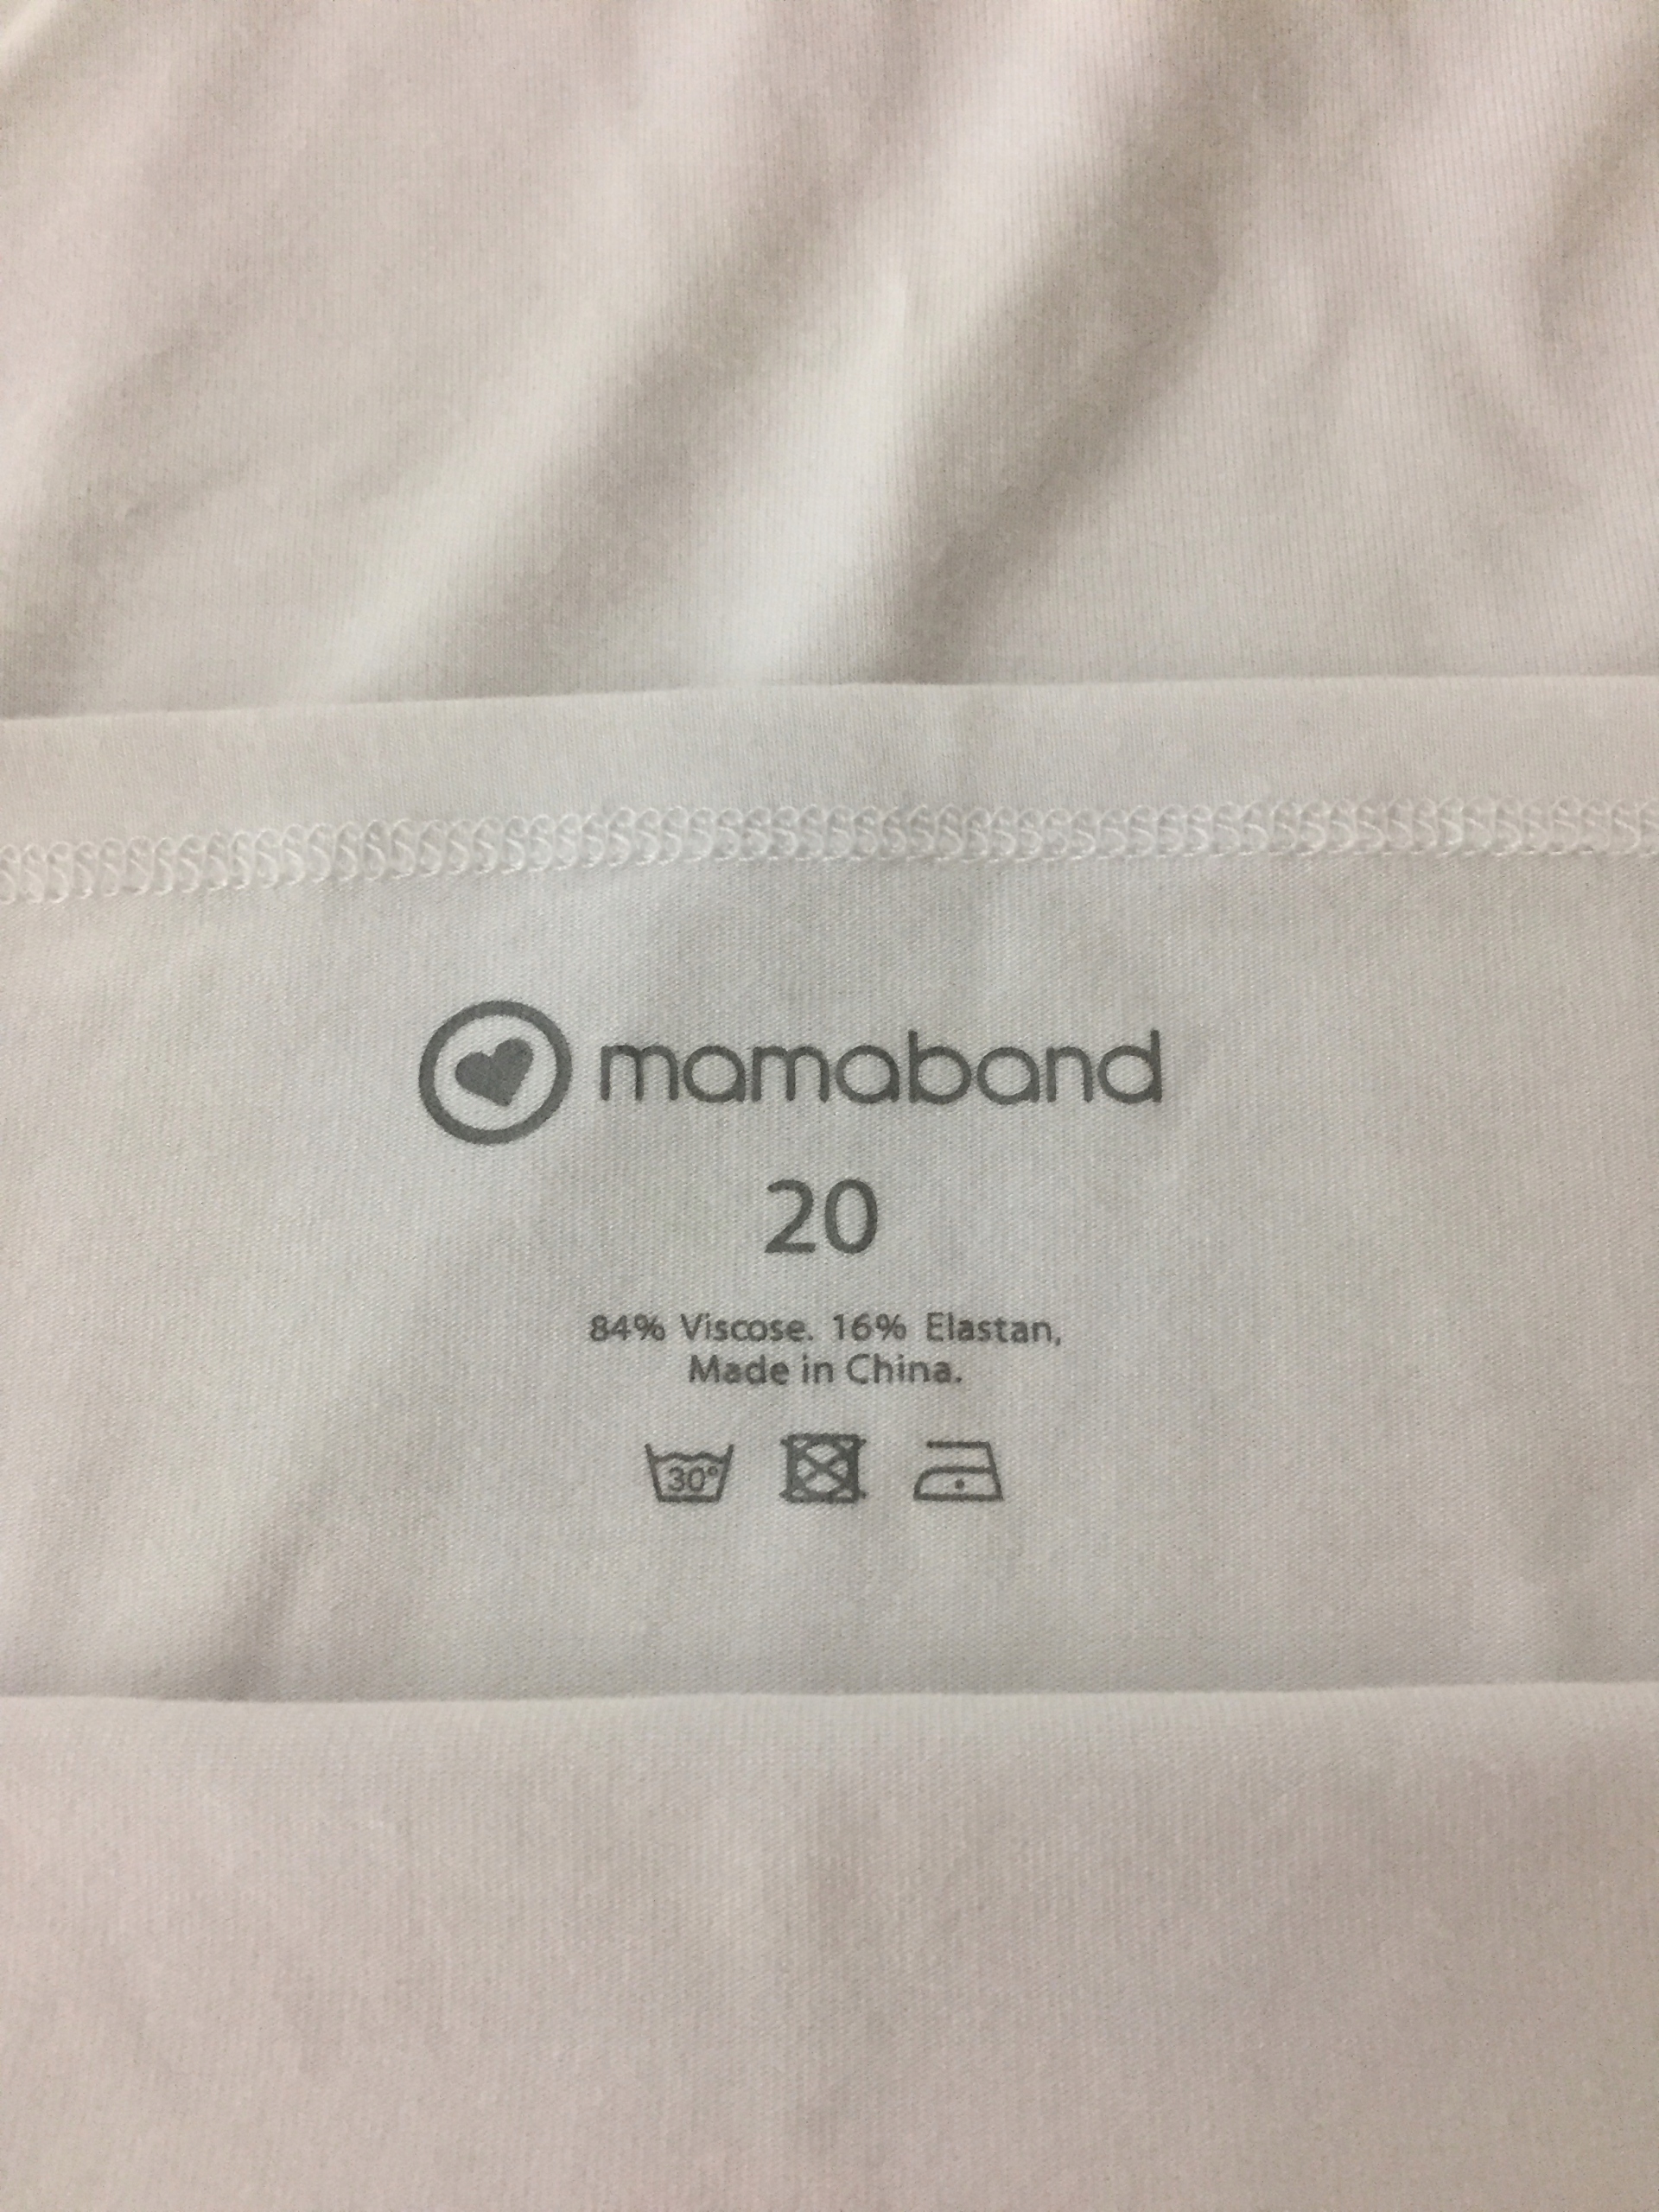 mamaband
20
84% Viscose. 16% Elastan,
Made in China.
30°